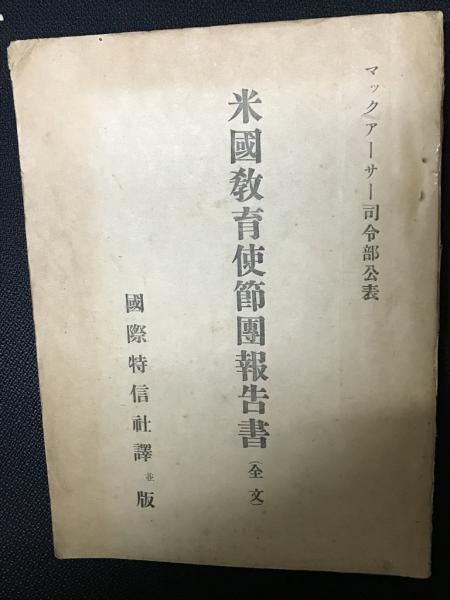 マックアーサー司令部公表
米國敎育使節團報告書(全文)
國際特信社譯並版